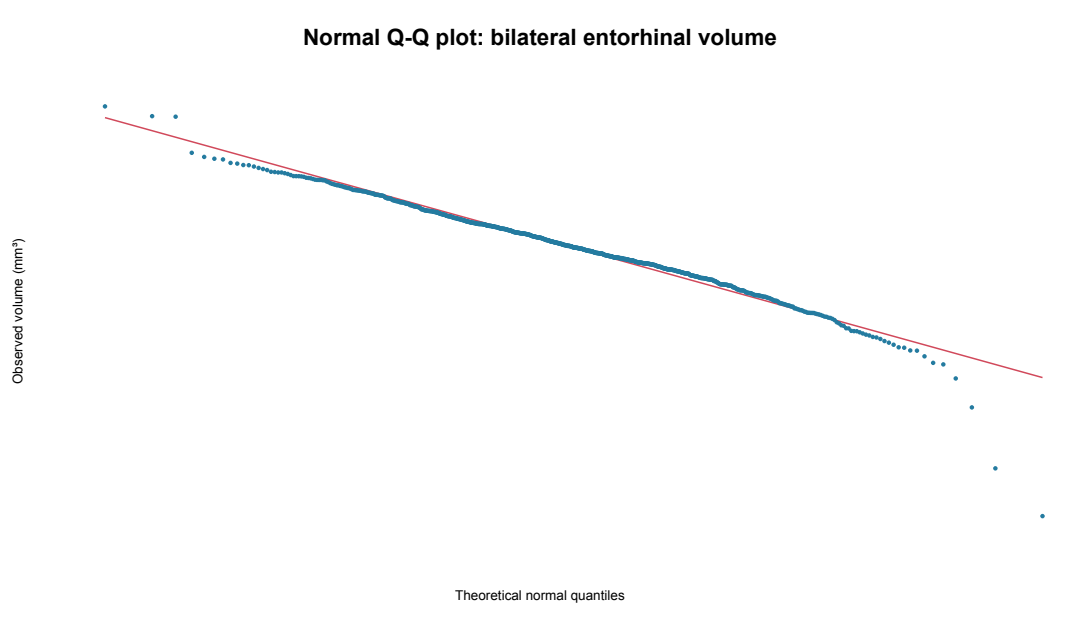 Normal Q-Q plot: bilateral entorhinal volume
Observed volume (mm³)
Theoretical normal quantiles